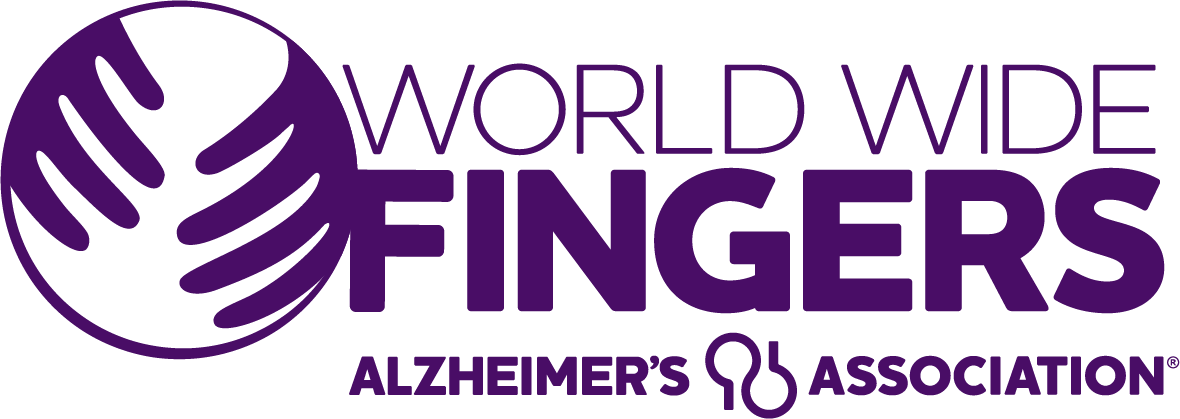 WORLD WIDE
FINGERS
ALZHEIMER'S ASSOCIATION®